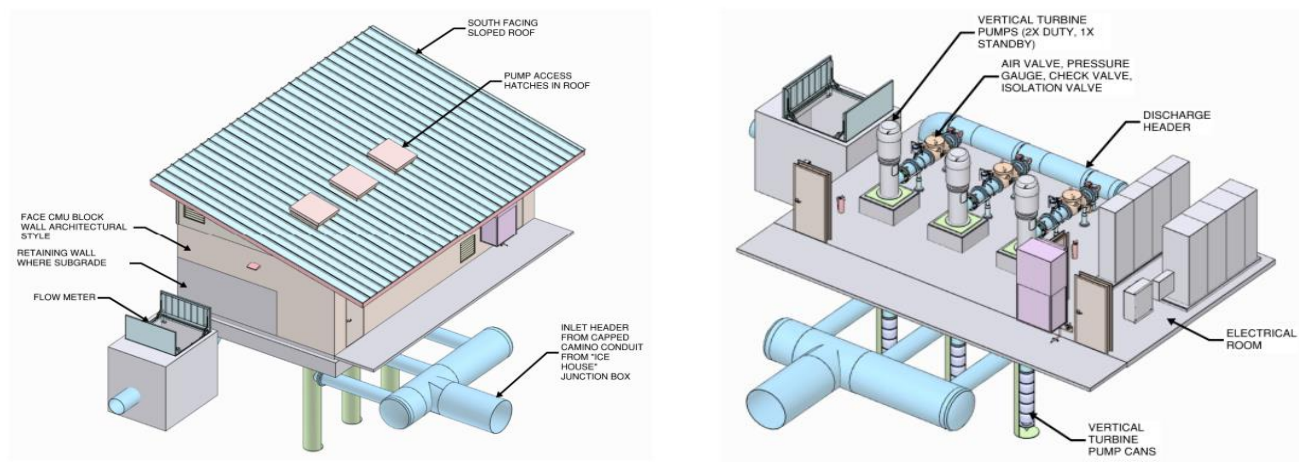 SOUTH FACING
SLOPED ROOF
PUMP ACCESS
HATCHES IN ROOF
FACE CMU BLOCK
WALL ARCHITECTURAL
STYLE
RETAINING WALL
WHERE SUBGRADE
FLOW METER
INLET HEADER
FROM CAPPED
CAMINO CONDUIT
FROM "ICE
HOUSE"
JUNCTION BOX
VERTICAL TURBINE
PUMPS (2X DUTY, 1X
STANDBY)
AIR VALVE, PRESSURE
GAUGE, CHECK VALVE,
ISOLATION VALVE
DISCHARGE
HEADER
ELECTRICAL
ROOM
VERTICAL
TURBINE
PUMP CANS